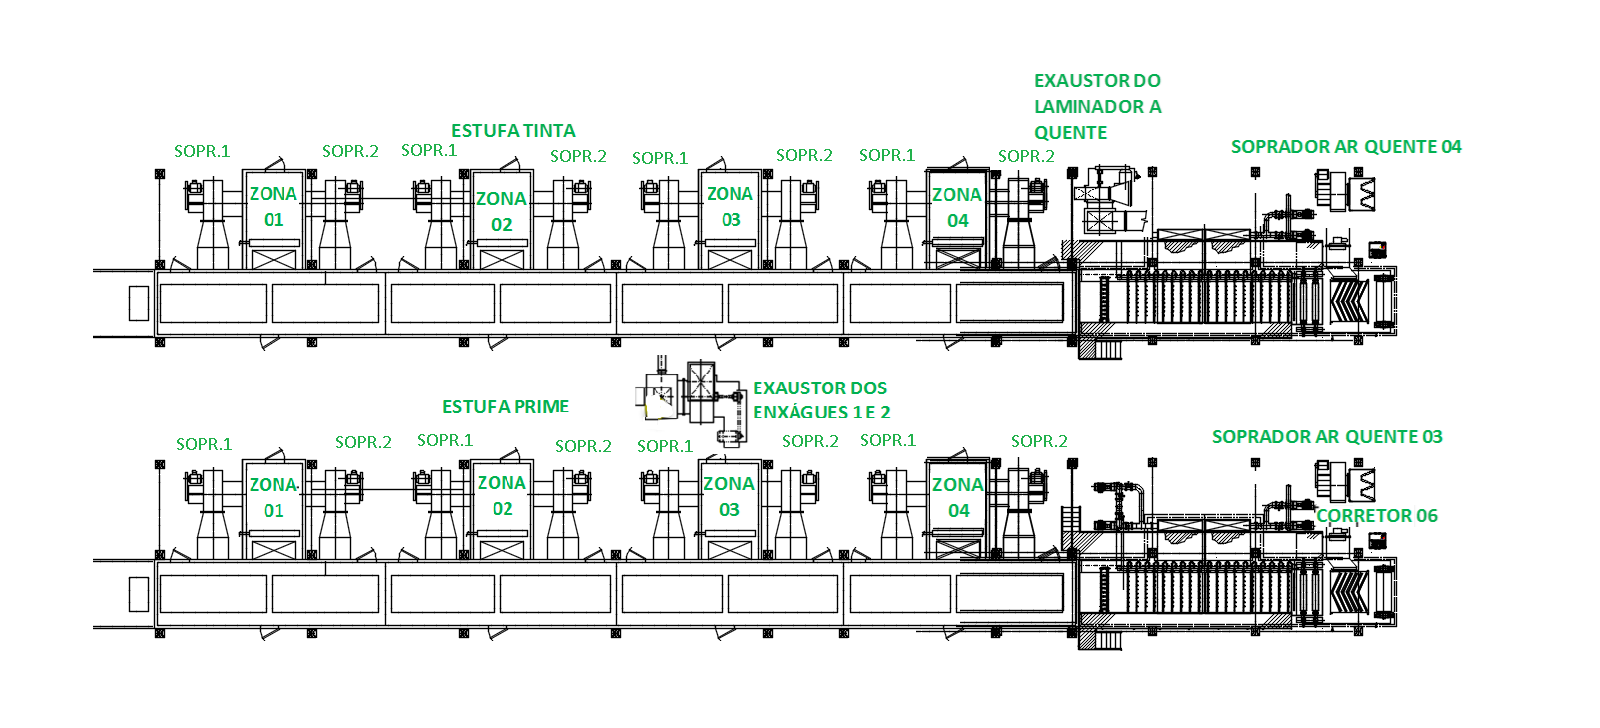 EXAUSTOR DO
LAMINADOR A
QUENTE
ESTUFA TINTA
SOPRADOR AR QUENTE 04
SOPR.1
SOPR.2
SOPR.1
SOPR.2
SOPR.1
SOPR.2
SOPR.1
SOPR.2
ZONA
01
ZONA
02
ZONA
03
ZONA
04
EXAUSTOR DOS
ENXÁGUES 1 E 2
ESTUFA PRIME
SOPRADOR AR QUENTE 03
SOPR.1
SOPR.2
SOPR.1
SOPR.2
SOPR.1
SOPR.2
SOPR.1
SOPR.2
ZONA
01
ZONA
02
ZONA
03
ZONA
04
CORRETOR 06